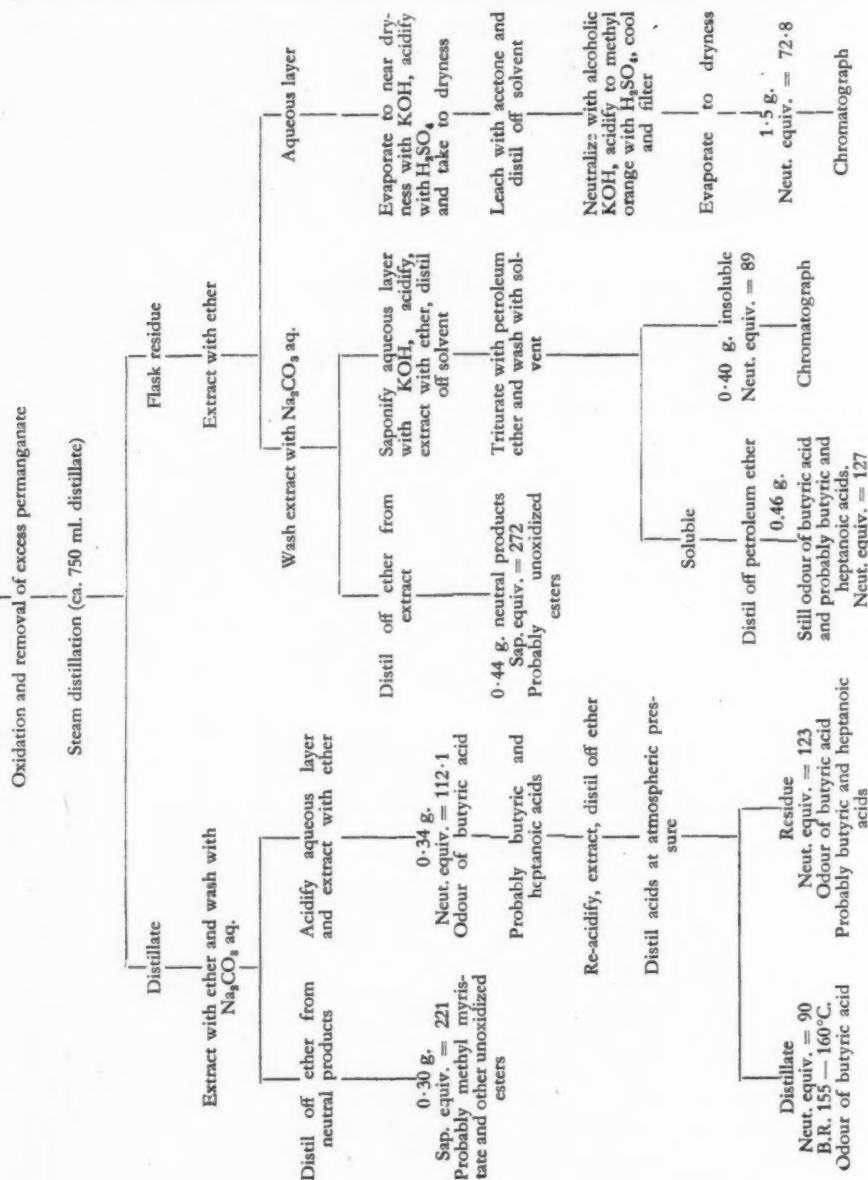 Oxidation and removal of excess permanganate
Steam distillation (ca. 750 ml. distillate)
Distillate
Extract with ether and wash with
Na₂CO₃ aq.
Distil off ether from
neutral products
0·30 g.
Sap. equiv. = 221
Probably methyl myris-
tate and other unoxidized
esters
Acidify aqueous layer
and extract with ether
0·34 g.
Neut. equiv. = 112·1
Odour of butyric acid
Probably butyric and
heptanoic acids
Re-acidify, extract, distil off ether
Distil acids at atmospheric pres-
sure
Distillate
Neut. equiv. = 90
B.R. 155 — 160°C.
Odour of butyric acid
Residue
Neut. equiv. = 123
Odour of butyric acid
Probably butyric and heptanoic
acids
Flask residue
Extract with ether
Wash extract with Na₂CO₃ aq.
Distil off ether from
extract
0·44 g. neutral products
Sap. equiv. = 272
Probably unoxidized
esters
Saponify aqueous layer
with KOH, acidify,
extract with ether, distil
off solvent
Triturate with petroleum
ether and wash with sol-
vent
Soluble
Distil off petroleum ether
0.46 g.
Still odour of butyric acid
and probably butyric and
heptanoic acids.
Neut. equiv. = 127
0·40 g. insoluble
Neut. equiv. = 89
Chromatograph
Aqueous layer
Evaporate to near dry-
ness with KOH, acidify
with H₂SO₄
and take to dryness
Leach with acetone and
distil off solvent
Neutralize with alcoholic
KOH, acidify to methyl
orange with H₂SO₄, cool
and filter
Evaporate to dryness
1·5 g.
Neut. equiv. = 72·8
Chromatograph